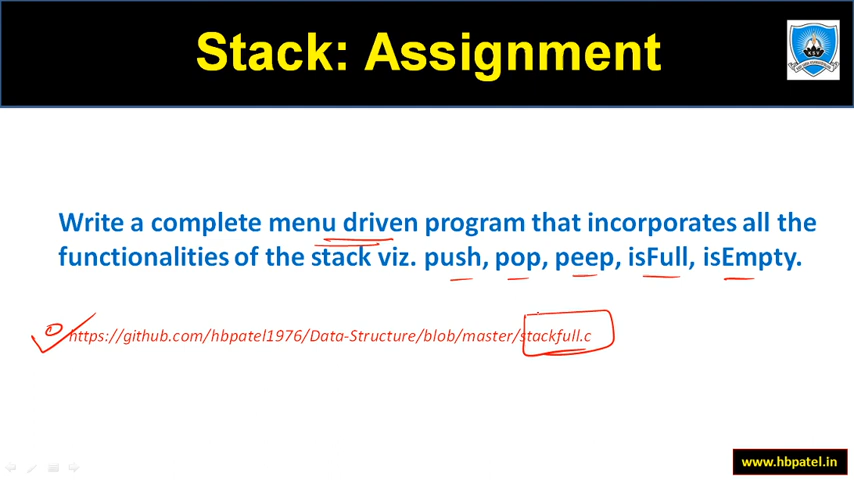 Stack: Assignment
Write a complete menu driven program that incorporates all the
functionalities of the stack viz. push, pop, peep, isFull, isEmpty.
https://github.com/hbpatel1976/Data-Structure/blob/master/stackfull.c
www.hbpatel.in